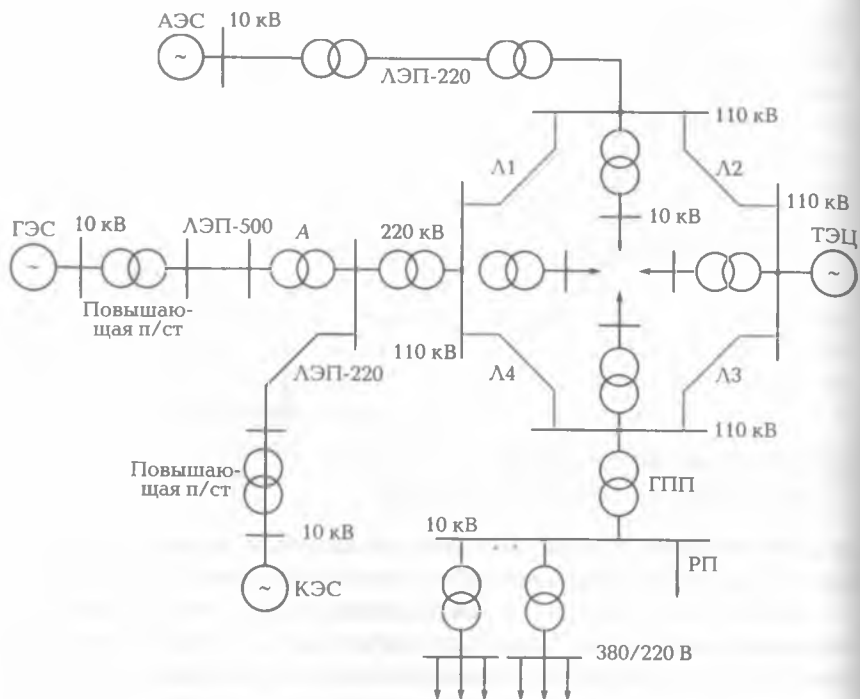 АЭС
10 кВ
ЛЭП-220
110 кВ
Л1
Л2
10 кВ
110 кВ
ГЭС
10 кВ
ЛЭП-500
А
220 кВ
ТЭЦ
~
~
~
~
Повышаю-
щая п/ст
110 кВ
ЛЭП-220
Л4
Л3
110 кВ
Повышаю-
щая п/ст
ГПП
10 кВ
10 кВ
РП
КЭС
380/220 В